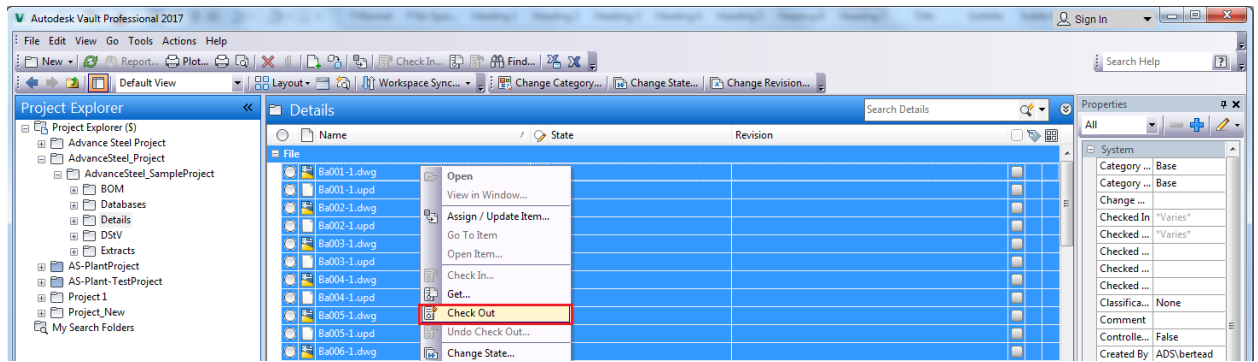 Autodesk Vault Professional 2017
Sign In
File Edit View Go Tools Actions Help
New Report... Plot... Check In... Find...
Search Help
Default View Layout Workspace Sync... Change Category... Change State... Change Revision...
Project Explorer
Project Explorer ($)
Advance Steel Project
AdvanceSteel_Project
AdvanceSteel_SampleProject
BOM
Databases
Details
DStV
Extracts
AS-PlantProject
AS-Plant-TestProject
Project 1
Project_New
My Search Folders
Details
Search Details
Name State Revision
File
Ba001-1.dwg
Ba001-1.upd
Ba002-1.dwg
Ba002-1.upd
Ba003-1.dwg
Ba003-1.upd
Ba004-1.dwg
Ba004-1.upd
Ba005-1.dwg
Ba005-1.upd
Ba006-1.dwg
Open
View in Window...
Assign / Update Item...
Go To Item
Open Item...
Check In...
Get...
Check Out
Undo Check Out...
Change State...
Properties
All
System
Category ... Base
Category ... Base
Change ...
Checked In *Varies*
Checked ... *Varies*
Checked ...
Checked ...
Checked ...
Classifica... None
Comment
Controlle... False
Created By ADS\bertead